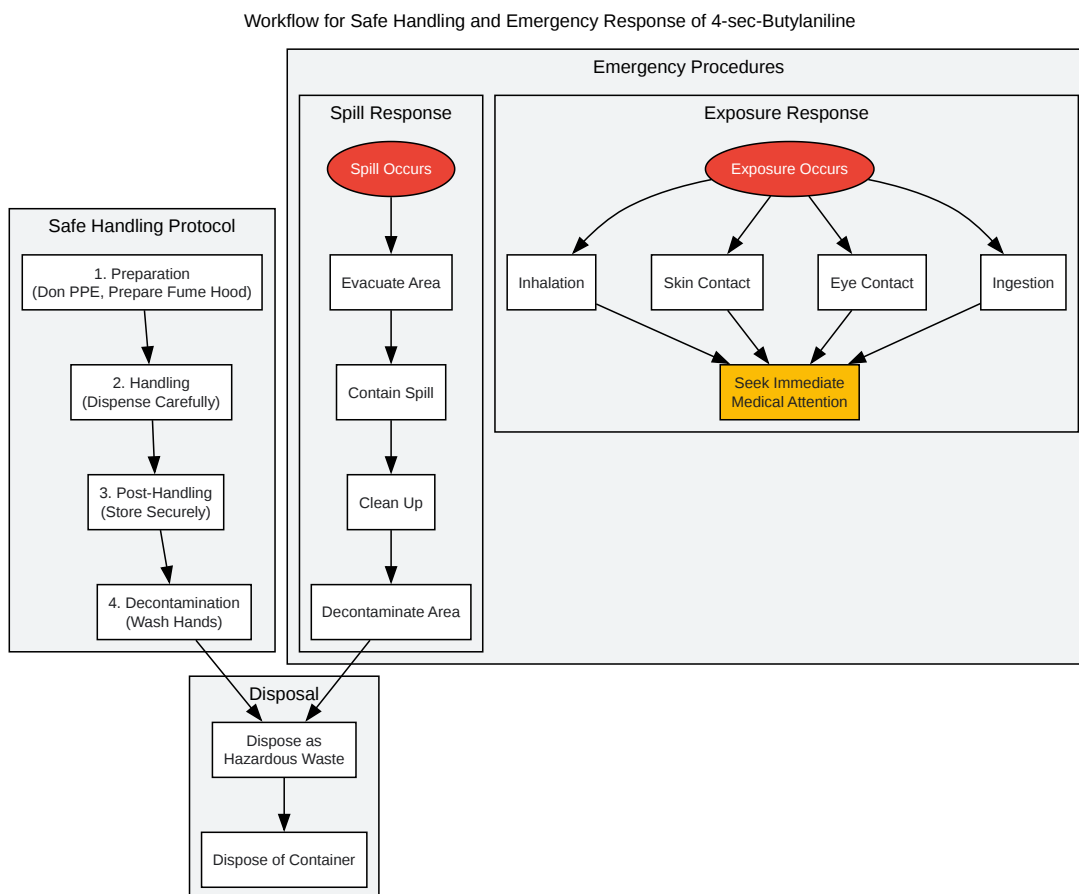 Workflow for Safe Handling and Emergency Response of 4-sec-Butylaniline
Emergency Procedures
Spill Response
Exposure Response
Spill Occurs
Exposure Occurs
Safe Handling Protocol
1. Preparation
(Don PPE, Prepare Fume Hood)
Evacuate Area
Inhalation
Skin Contact
Eye Contact
Ingestion
2. Handling
(Dispense Carefully)
Contain Spill
Seek Immediate
Medical Attention
3. Post-Handling
(Store Securely)
Clean Up
4. Decontamination
(Wash Hands)
Decontaminate Area
Disposal
Dispose as
Hazardous Waste
Dispose of Container